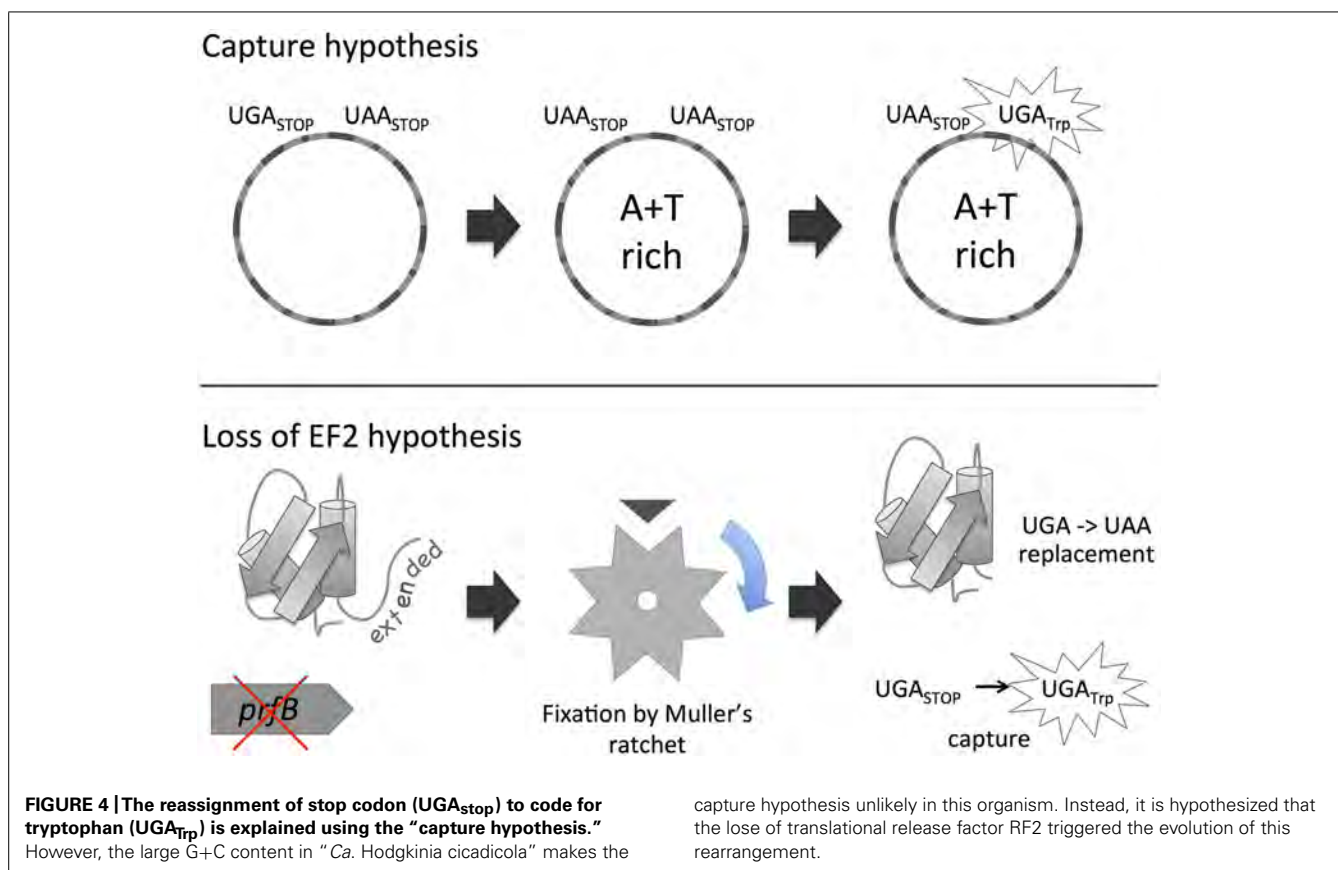 Capture hypothesis
UGASTOP UAASTOP
UAASTOP UAASTOP
UAASTOP UGATrp
A+T
rich
A+T
rich
Loss of EF2 hypothesis
extended
prfB
Fixation by Muller’s
ratchet
UGA -> UAA
replacement
UGASTOP → UGATrp
capture
FIGURE 4 | The reassignment of stop codon (UGAstop) to code for
tryptophan (UGATrp) is explained using the “capture hypothesis.”
However, the large G+C content in “Ca. Hodgkinia cicadicola” makes the
capture hypothesis unlikely in this organism. Instead, it is hypothesized that
the lose of translational release factor RF2 triggered the evolution of this
rearrangement.